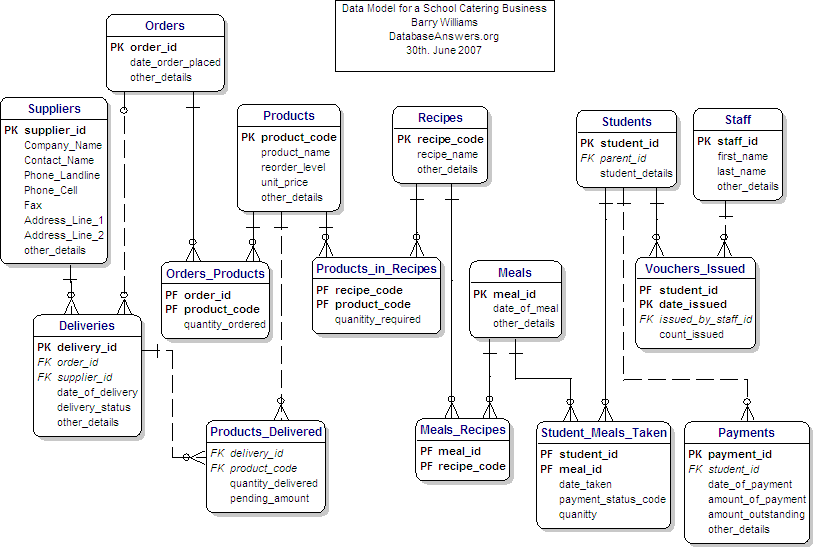 Data Model for a School Catering Business
Barry Williams
DatabaseAnswers.org
30th. June 2007
Orders
PK order_id
date_order_placed
other_details
Suppliers
PK supplier_id
Company_Name
Contact_Name
Phone_Landline
Phone_Cell
Fax
Address_Line_1
Address_Line_2
other_details
Products
PK product_code
product_name
reorder_level
unit_price
other_details
Recipes
PK recipe_code
recipe_name
other_details
Students
PK student_id
FK parent_id
student_details
Staff
PK staff_id
first_name
last_name
other_details
Orders_Products
PF order_id
PF product_code
quantity_ordered
Products_in_Recipes
PF recipe_code
PF product_code
quanitity_required
Meals
PK meal_id
date_of_meal
other_details
Vouchers_Issued
PF student_id
PK date_issued
FK issued_by_staff_id
count_issued
Deliveries
PK delivery_id
FK order_id
FK supplier_id
date_of_delivery
delivery_status
other_details
Products_Delivered
FK delivery_id
FK product_code
quantity_delivered
pending_amount
Meals_Recipes
PF meal_id
PF recipe_code
Student_Meals_Taken
PF student_id
PF meal_id
date_taken
payment_status_code
quanitty
Payments
PK payment_id
FK student_id
date_of_payment
amount_of_payment
amount_outstanding
other_details